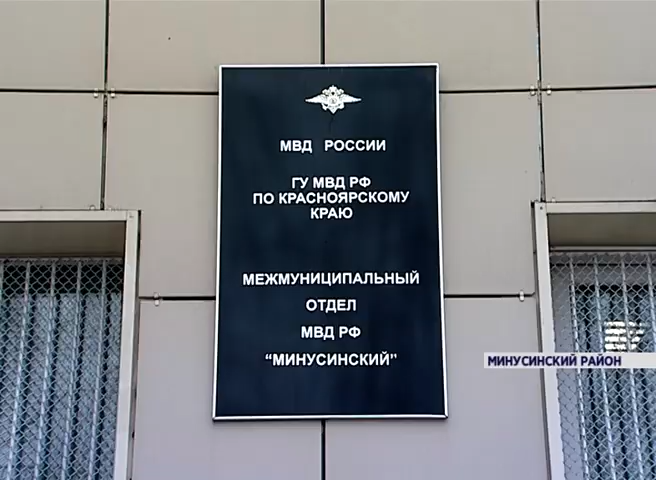 МВД РОССИИ
ГУ МВД РФ
ПО КРАСНОЯРСКОМУ
КРАЮ
МЕЖМУНИЦИПАЛЬНЫЙ
ОТДЕЛ
МВД РФ
“МИНУСИНСКИЙ”
МИНУСИНСКИЙ РАЙОН